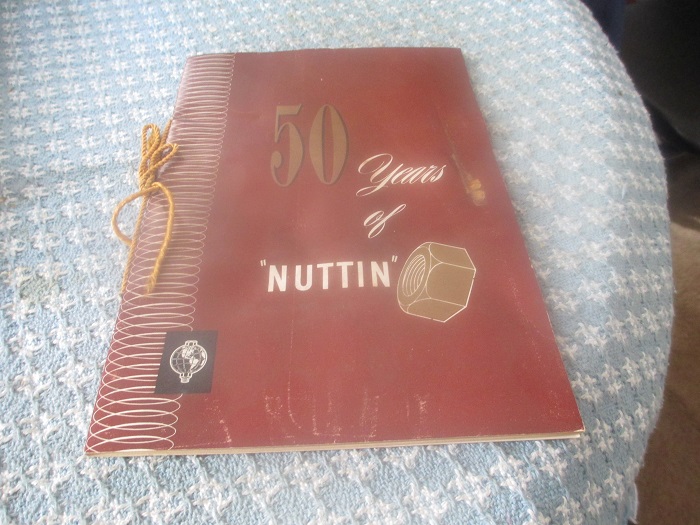 50
Years
of
"NUTTIN"